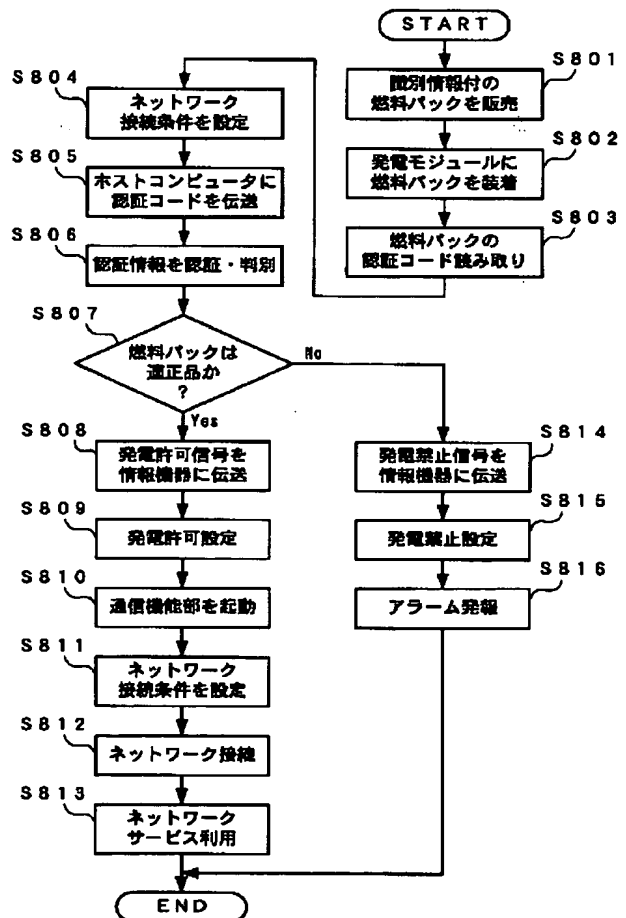 START
S801
識別情報付の
燃料パックを販売
S802
発電モジュールに
燃料パックを装着
S803
燃料パックの
認証コード読み取り
S804
ネットワーク
接続条件を設定
S805
ホストコンピュータに
認証コードを伝送
S806
認証情報を認証・判別
S807
燃料パックは
適正品か
?
No
Yes
S808
発電許可信号を
情報機器に伝送
S809
発電許可設定
S810
通信機能部を起動
S811
ネットワーク
接続条件を設定
S812
ネットワーク接続
S813
ネットワーク
サービス利用
S814
発電禁止信号を
情報機器に伝送
S815
発電禁止設定
S816
アラーム発報
END